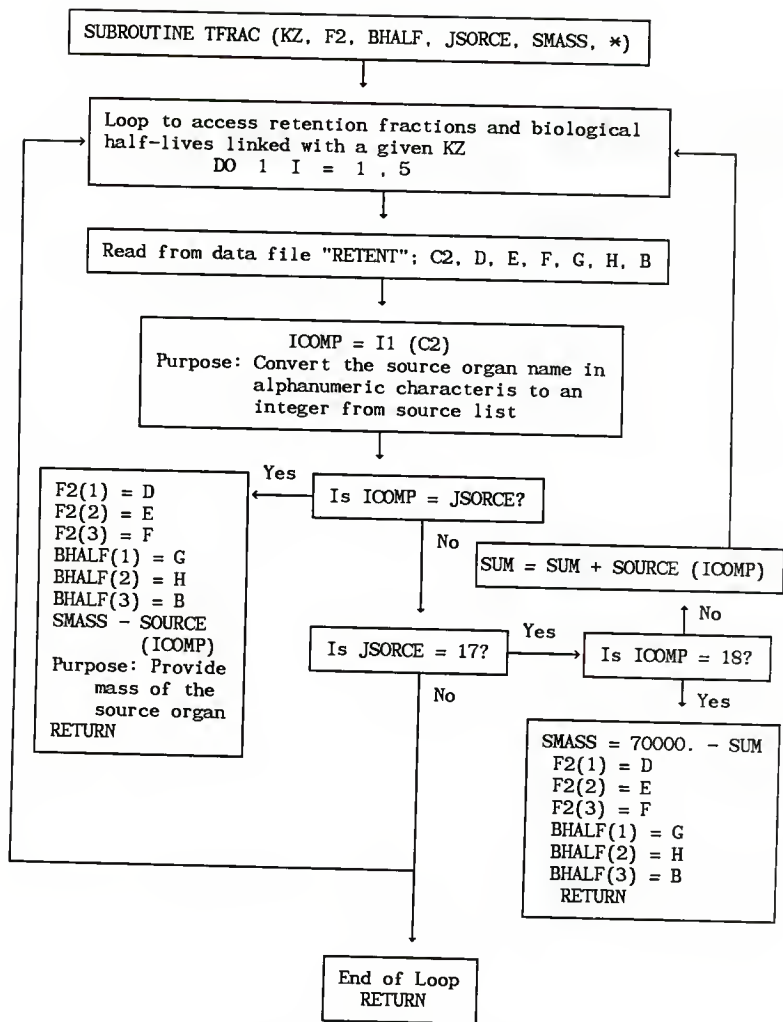 SUBROUTINE TFRAC (KZ, F2, BHALF, JSORCE, SMASS, *)
Loop to access retention fractions and biological
half-lives linked with a given KZ
DO 1 I = 1 , 5
Read from data file "RETENT"; C2, D, E, F, G, H, B
ICOMP = I1 (C2)
Purpose: Convert the source organ name in
alphanumeric characteris to an
integer from source list
Is ICOMP = JSORCE?
Yes
No
F2(1) = D
F2(2) = E
F2(3) = F
BHALF(1) = G
BHALF(2) = H
BHALF(3) = B
SMASS - SOURCE
(ICOMP)
Purpose: Provide
mass of the
source organ
RETURN
Is JSORCE = 17?
Yes
No
Is ICOMP = 18?
No
SUM = SUM + SOURCE (ICOMP)
Yes
SMASS = 70000. - SUM
F2(1) = D
F2(2) = E
F2(3) = F
BHALF(1) = G
BHALF(2) = H
BHALF(3) = B
RETURN
End of Loop
RETURN